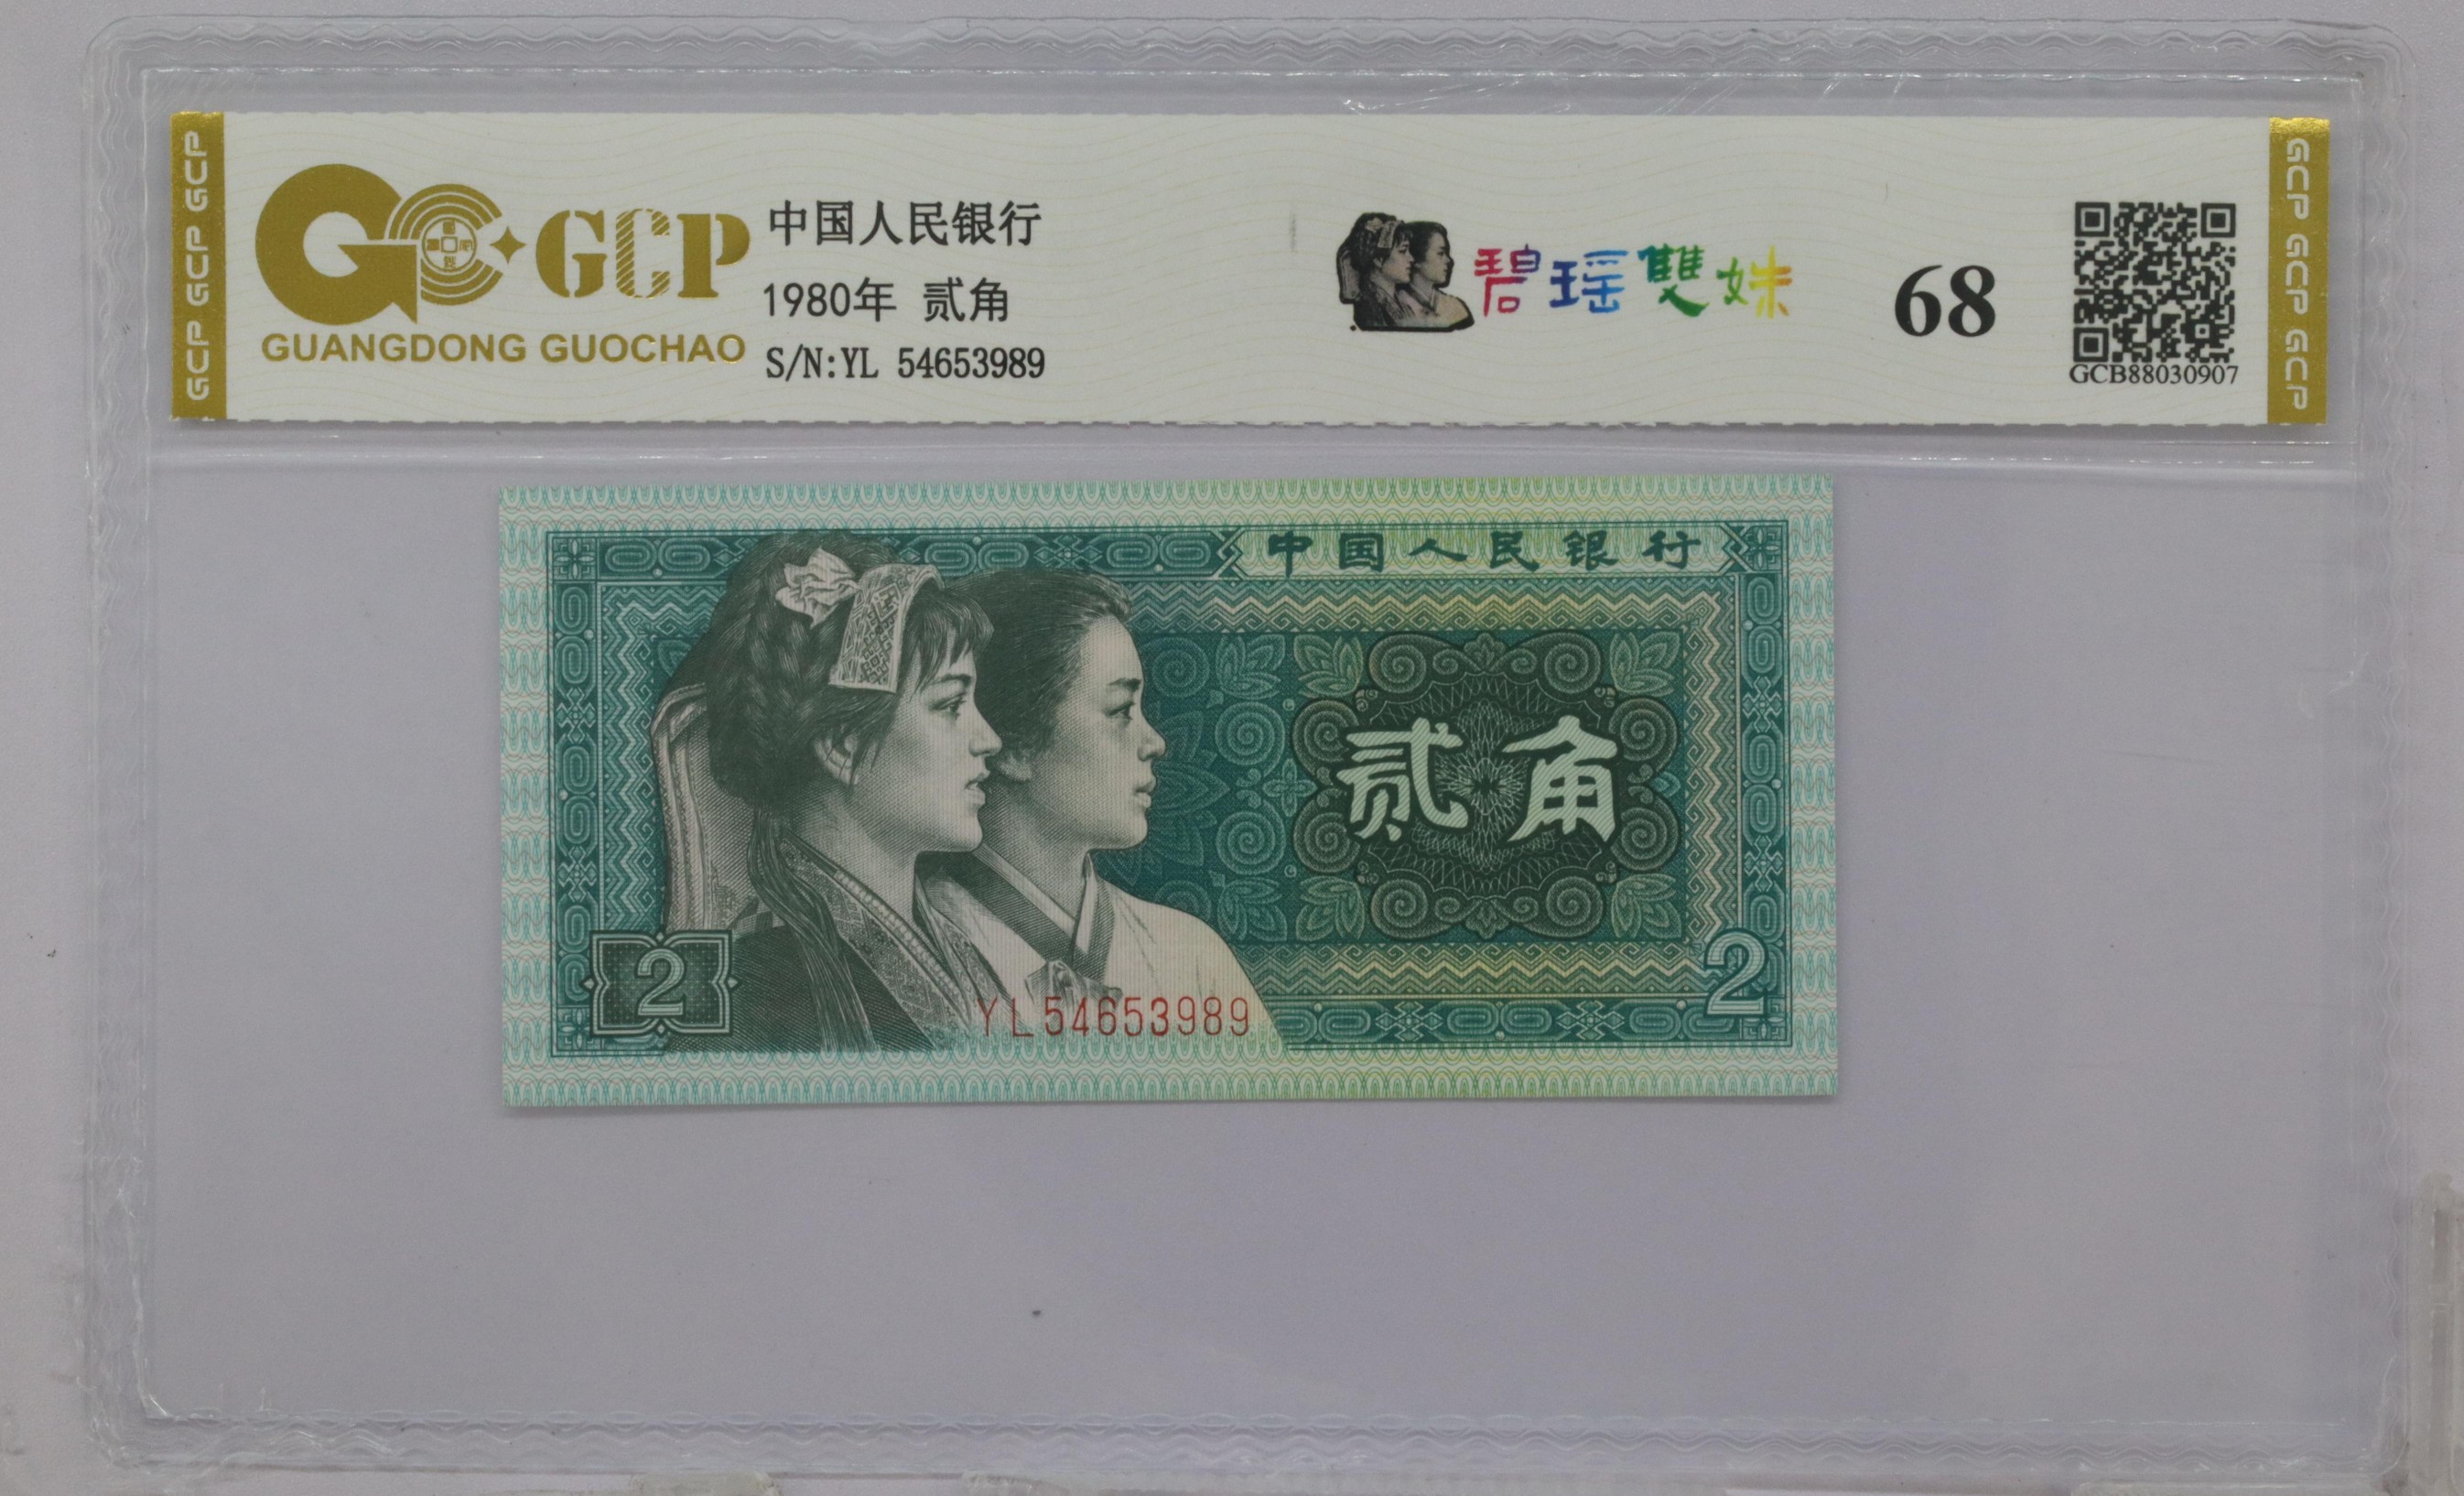 GCP GCP GCP
GCP
GUANGDONG GUOCHAO
中国人民银行
1980年 贰角
S/N:YL 54653989
碧瑶雙姝
68
GCB88030907
GCP GCP GCP
中国人民银行
贰角
2
2
YL54653989